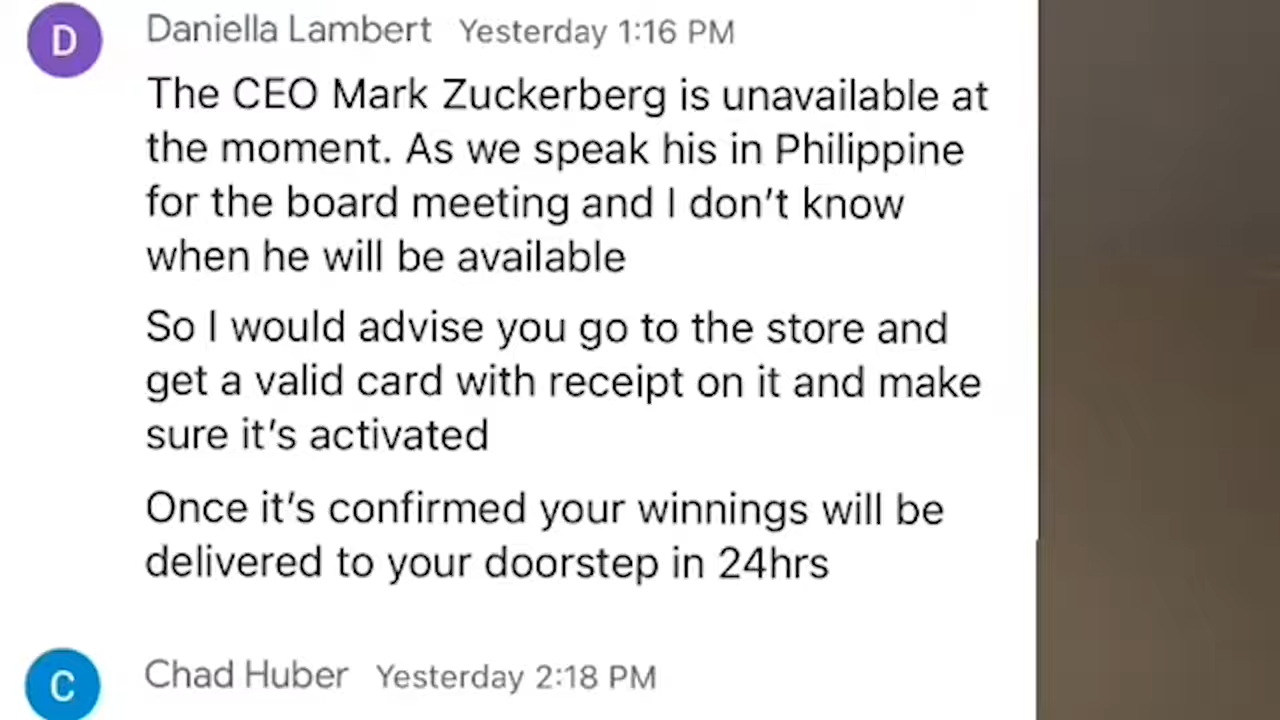 D
Daniella Lambert Yesterday 1:16 PM
The CEO Mark Zuckerberg is unavailable at
the moment. As we speak his in Philippine
for the board meeting and I don't know
when he will be available
So I would advise you go to the store and
get a valid card with receipt on it and make
sure it's activated
Once it's confirmed your winnings will be
delivered to your doorstep in 24hrs
C
Chad Huber Yesterday 2:18 PM